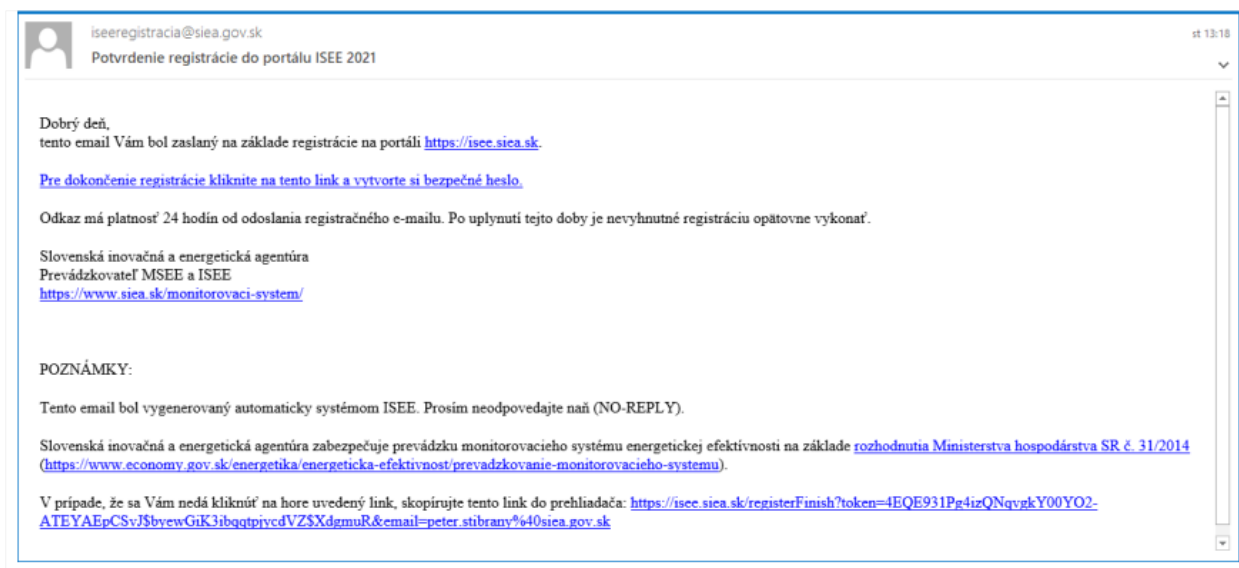 iseeregistracia@siea.gov.sk
st 13:18
Potvrdenie registrácie do portálu ISEE 2021
Dobrý deň,
tento email Vám bol zaslaný na základe registrácie na portáli https://isee.siea.sk.
Pre dokončenie registrácie kliknite na tento link a vytvorte si bezpečné heslo.
Odkaz má platnosť 24 hodín od odoslania registračného e-mailu. Po uplynutí tejto doby je nevyhnutné registráciu opätovne vykonať.
Slovenská inovačná a energetická agentúra
Prevádzkovateľ MSEE a ISEE
https://www.siea.sk/monitorovaci-system/
POZNÁMKY:
Tento email bol vygenerovaný automaticky systémom ISEE. Prosím neodpovedajte naň (NO-REPLY).
Slovenská inovačná a energetická agentúra zabezpečuje prevádzku monitorovacieho systému energetickej efektívnosti na základe rozhodnutia Ministerstva hospodárstva SR č. 31/2014
(https://www.economy.gov.sk/energetika/energeticka-efektivnost/prevadzkovanie-monitorovacieho-systemu).
V prípade, že sa Vám nedá kliknúť na hore uvedený link, skopírujte tento link do prehliadača: https://isee.siea.sk/registerFinish?token=4EQE931Pg4izQNqvgkY00YO2-
ATEYAEpCSvJ$byewGiK3ibqqtpjycdVZ$XdgmuR&email=peter.stibrany%40siea.gov.sk